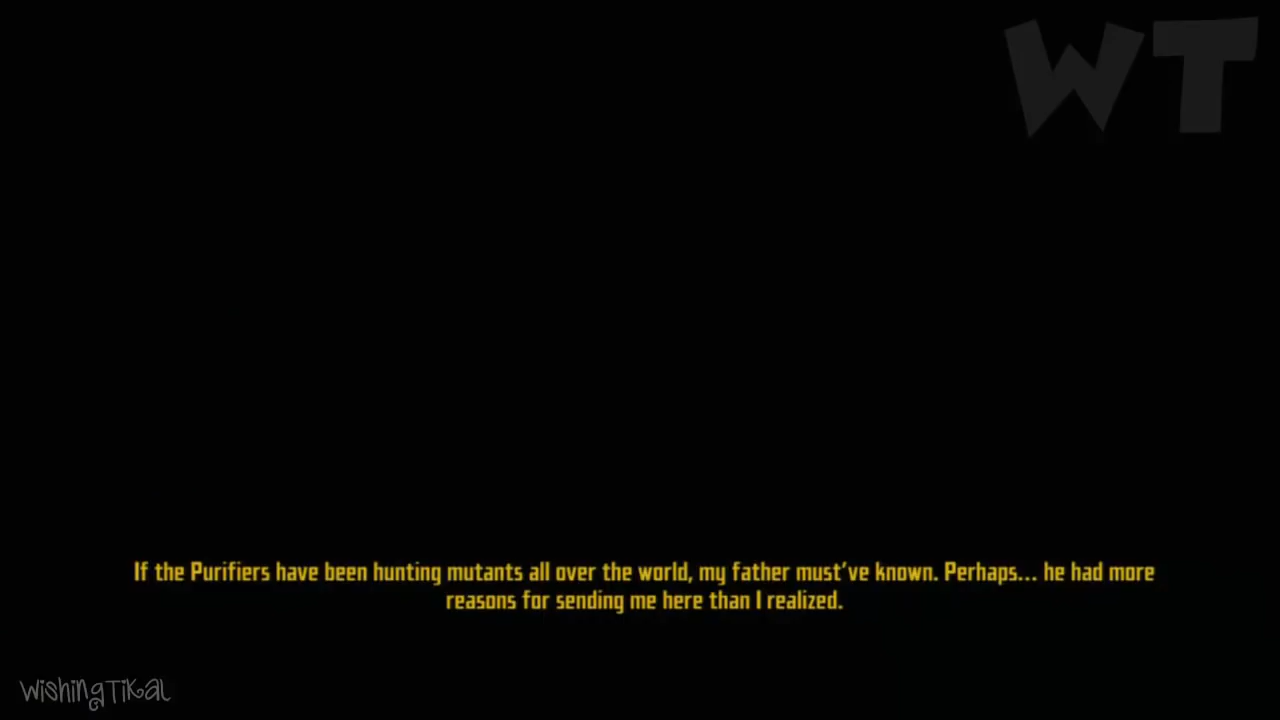 WT
If the Purifiers have been hunting mutants all over the world, my father must've known. Perhaps... he had more
reasons for sending me here than I realized.
WishingTikal